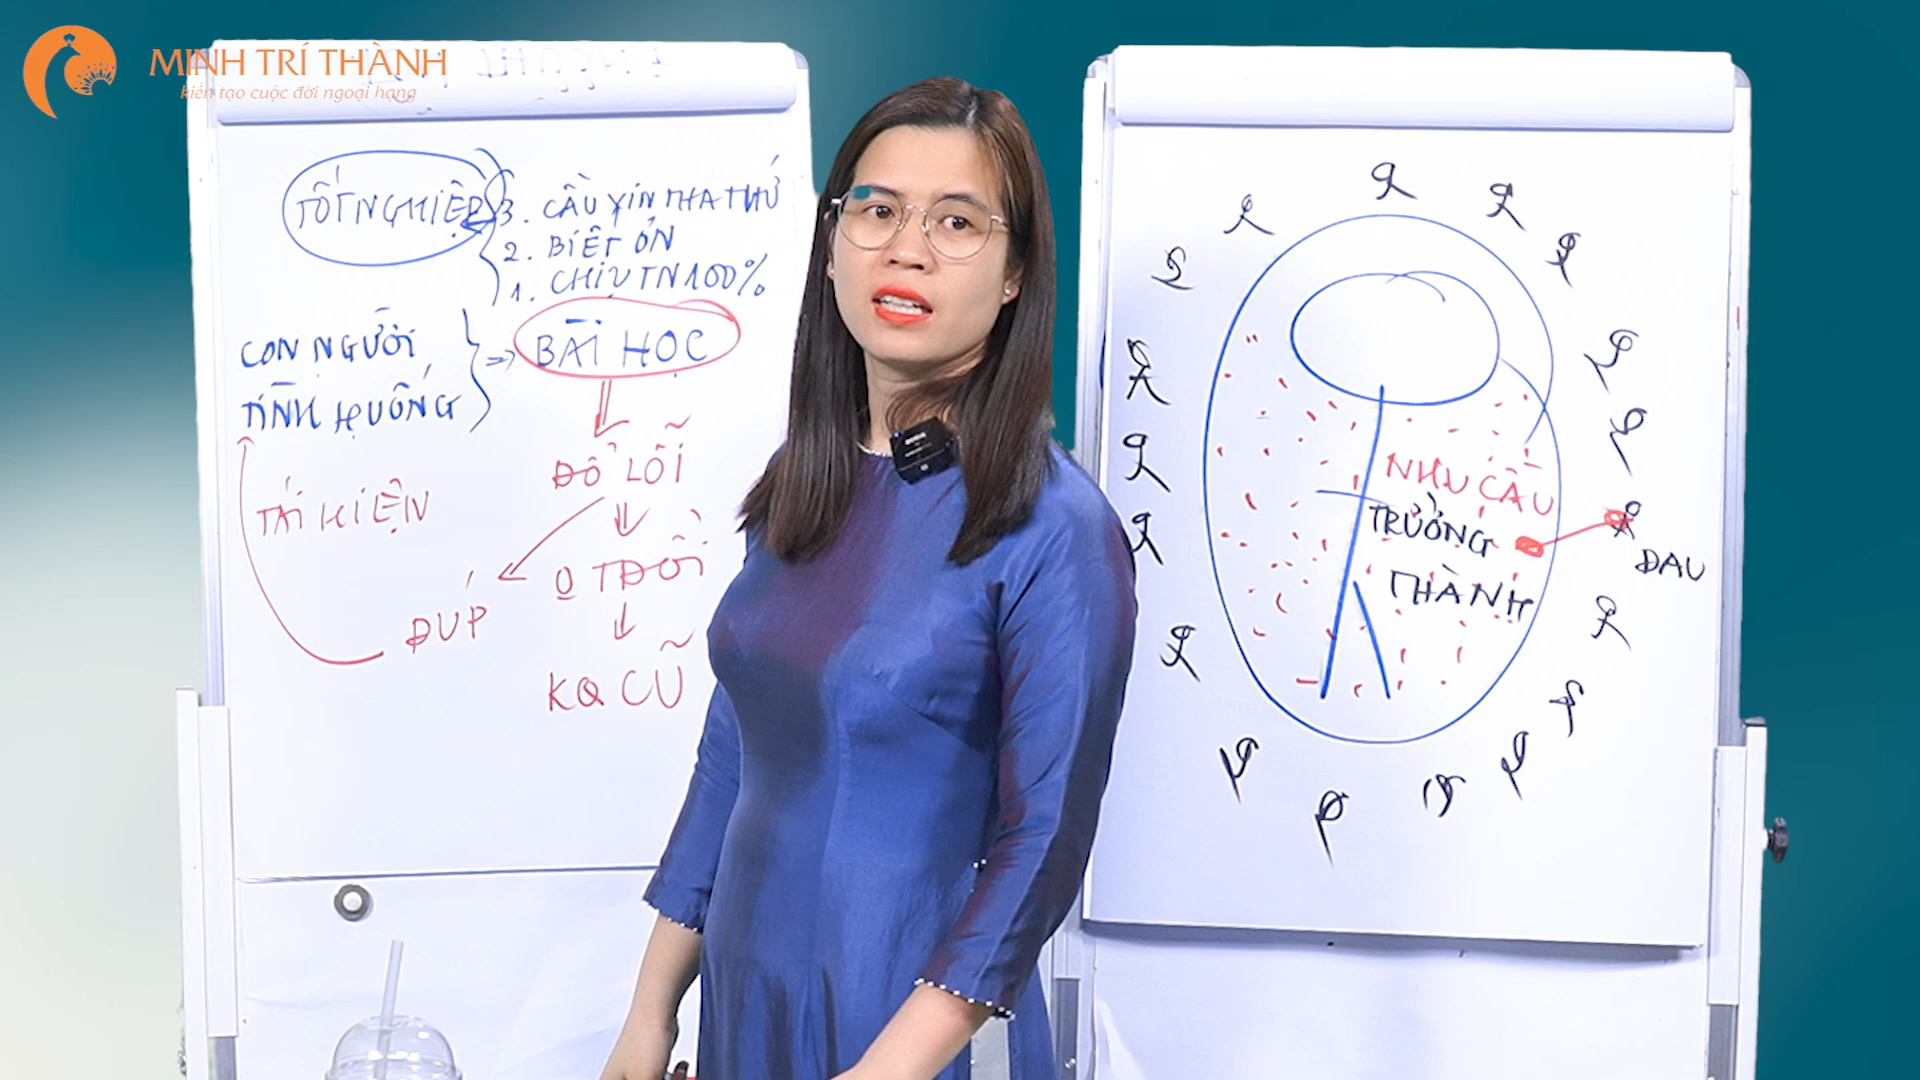 MINH TRÍ THÀNH
kiến tạo cuộc đời ngoại hạng
TỐT NGHIỆP
3. CẦU XIN THA THỨ
2. BIẾT ƠN
1. CHỊU TN 100%
CON NGƯỜI
TÌNH HUỐNG
=> BÀI HỌC
ĐỔ LỖI
TÁI HIỆN
O TĐỔI
ĐÚP
KQ CŨ
NHU CẦU
TRƯỞNG
THÀNH
ĐAU